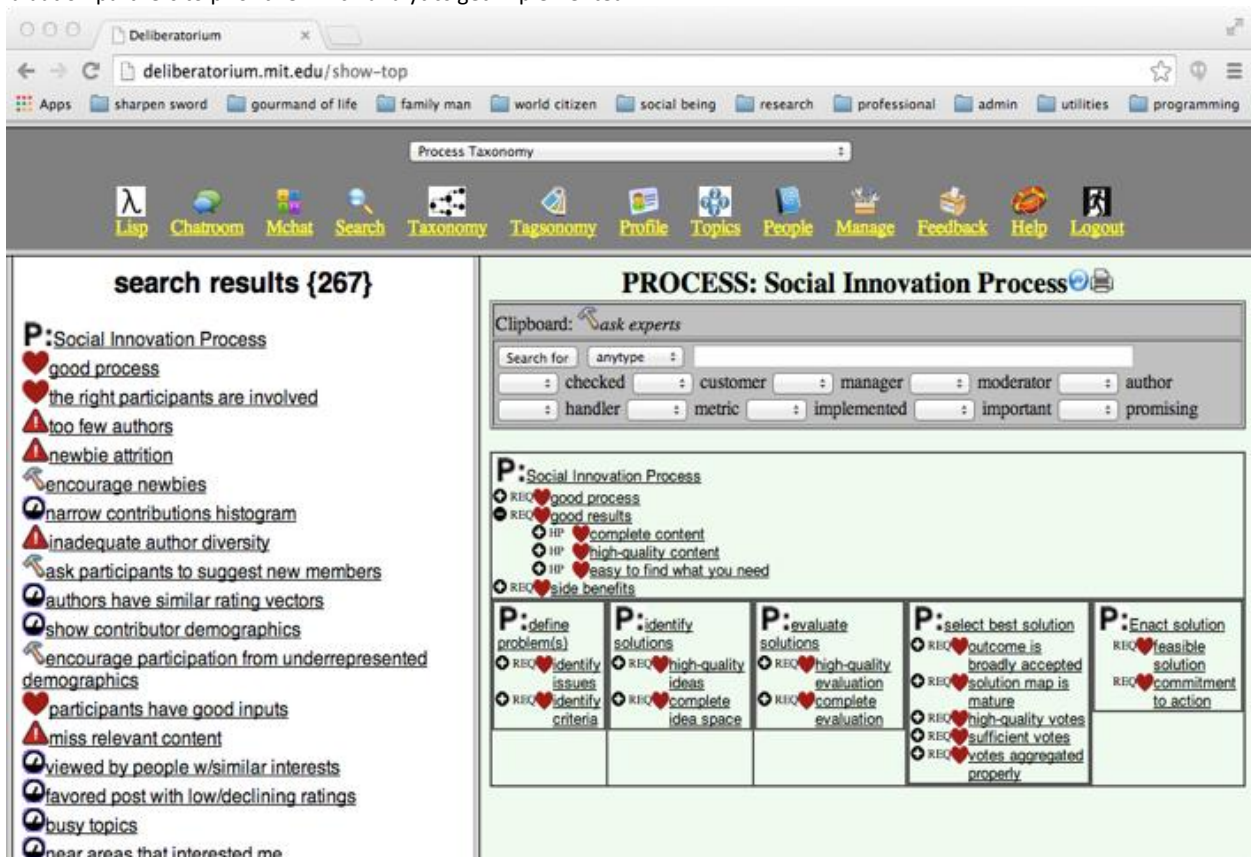 Deliberatorium
deliberatorium.mit.edu/show-top
Apps sharpen sword gourmand of life family man world citizen social being research professional admin utilities programming
Process Taxonomy
λ
Lisp Chatroom Mchat Search Taxonomy Tagsonomy Profile Topics People Manage Feedback Help Logout
search results {267}
P:Social Innovation Process
good process
the right participants are involved
too few authors
newbie attrition
encourage newbies
narrow contributions histogram
inadequate author diversity
ask participants to suggest new members
authors have similar rating vectors
show contributor demographics
encourage participation from underrepresented
demographics
participants have good inputs
miss relevant content
viewed by people w/similar interests
favored post with low/declining ratings
busy topics
near areas that interested me
PROCESS: Social Innovation Process
Clipboard: ask experts
Search for anytype
checked customer manager moderator author
handler metric implemented important promising
P:Social Innovation Process
REQ good process
REQ good results
HP complete content
HP high-quality content
HP easy to find what you need
REQ side benefits
P:define
problem(s)
REQ identify
issues
REQ identify
criteria
P:identify
solutions
REQ high-quality
ideas
REQ complete
idea space
P:evaluate
solutions
REQ high-quality
evaluation
REQ complete
evaluation
P:select best solution
REQ outcome is
broadly accepted
REQ solution map is
mature
REQ high-quality votes
REQ sufficient votes
REQ votes aggregated
properly
P:Enact solution
REQ feasible
solution
REQ commitment
to action